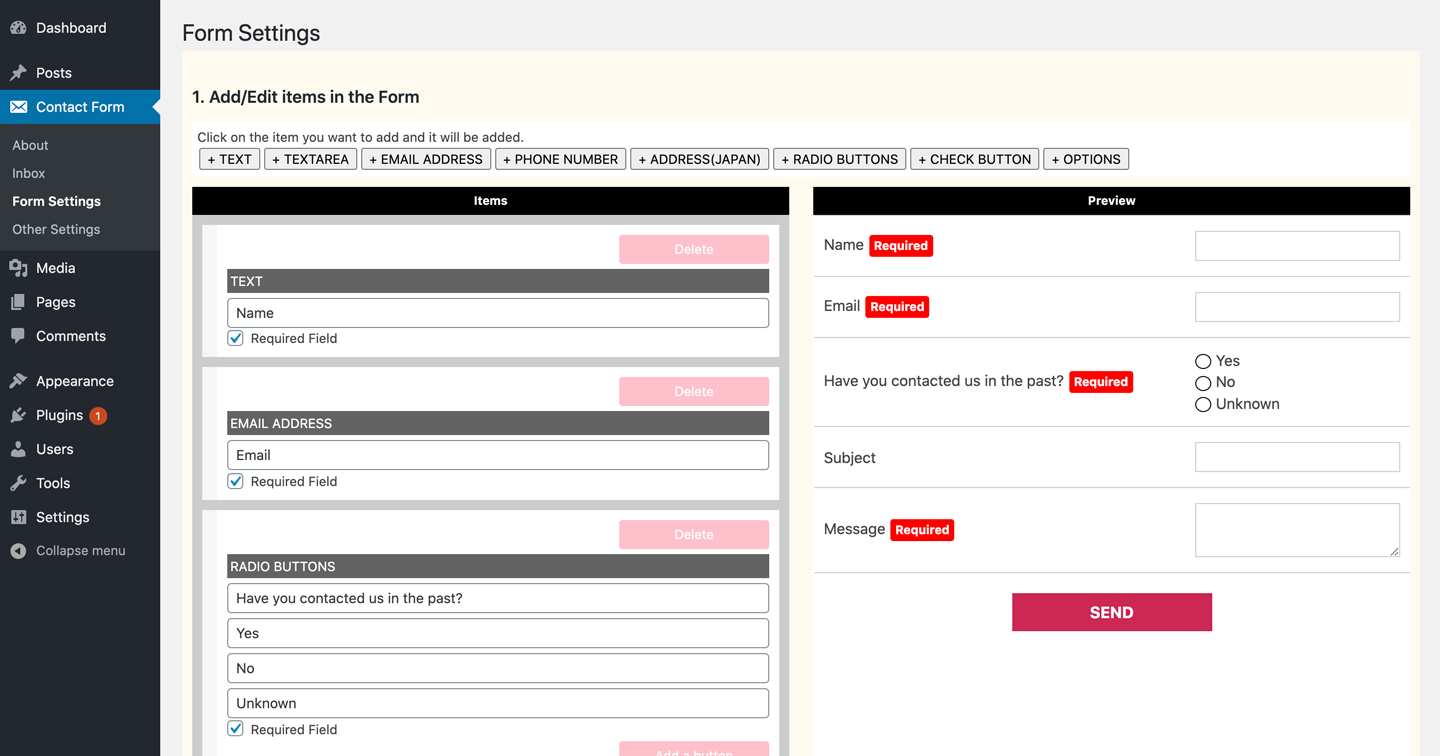 Dashboard
Posts
Contact Form
About
Inbox
Form Settings
Other Settings
Media
Pages
Comments
Appearance
Plugins 1
Users
Tools
Settings
Collapse menu
Form Settings
1. Add/Edit items in the Form
Click on the item you want to add and it will be added.
+ TEXT + TEXTAREA + EMAIL ADDRESS + PHONE NUMBER + ADDRESS(JAPAN) + RADIO BUTTONS + CHECK BUTTON + OPTIONS
Items
Delete
TEXT
Name
Required Field
Delete
EMAIL ADDRESS
Email
Required Field
Delete
RADIO BUTTONS
Have you contacted us in the past?
Yes
No
Unknown
Required Field
Add a button
Preview
Name Required
Email Required
Have you contacted us in the past? Required
Yes
No
Unknown
Subject
Message Required
SEND